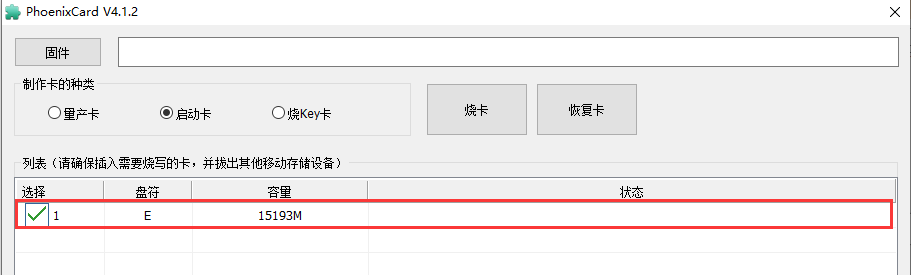 PhoenixCard V4.1.2
固件
制作卡的种类
量产卡 启动卡 烧Key卡
烧卡 恢复卡
列表（请确保插入需要烧写的卡，并拔出其他移动存储设备）
选择 盘符 容量 状态
1 E 15193M